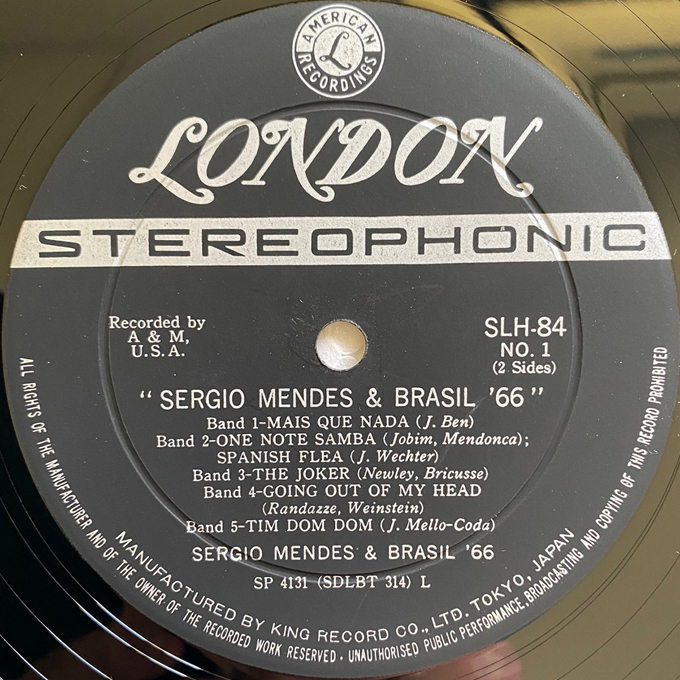 AMERICAN
L
RECORDINGS
LONDON
STEREOPHONIC
Recorded by
A & M,
U.S.A.
SLH-84
NO. 1
(2 Sides)
" SERGIO MENDES & BRASIL '66 "
Band 1-MAIS QUE NADA (J. Ben)
Band 2-ONE NOTE SAMBA (Jobim, Mendonca);
SPANISH FLEA (J. Wechter)
Band 3-THE JOKER (Newley, Bricusse)
Band 4-GOING OUT OF MY HEAD
(Randazze, Weinstein)
Band 5-TIM DOM DOM (J. Mello-Coda)
SERGIO MENDES & BRASIL '66
SP 4131 (SDLBT 314) L
MANUFACTURED BY KING RECORD CO., LTD. TOKYO, JAPAN
ALL RIGHTS OF THE MANUFACTURER AND OF THE OWNER OF THE RECORDED WORK RESERVED. UNAUTHORISED PUBLIC PERFORMANCE, BROADCASTING AND COPYING OF THIS RECORD PROHIBITED